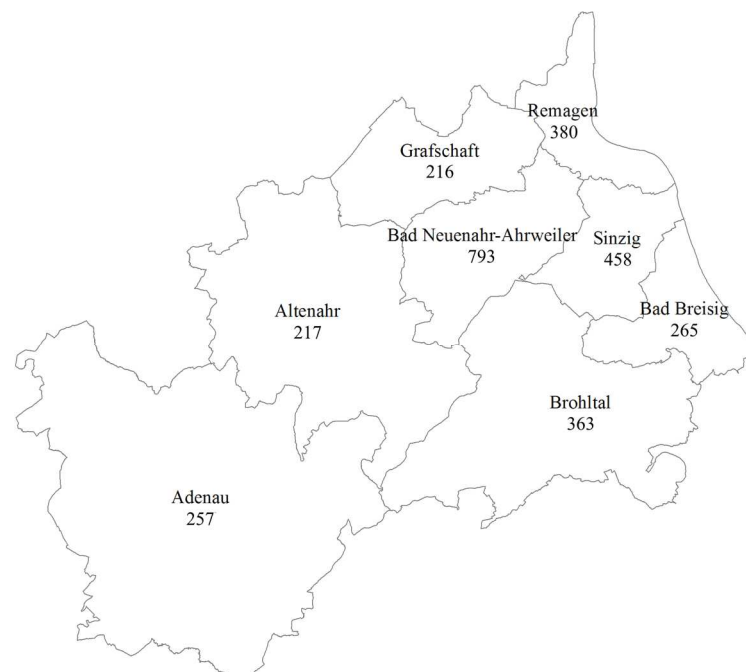 Remagen
380
Grafschaft
216
Bad Neuenahr-Ahrweiler
793
Sinzig
458
Altenahr
217
Bad Breisig
265
Brohltal
363
Adenau
257